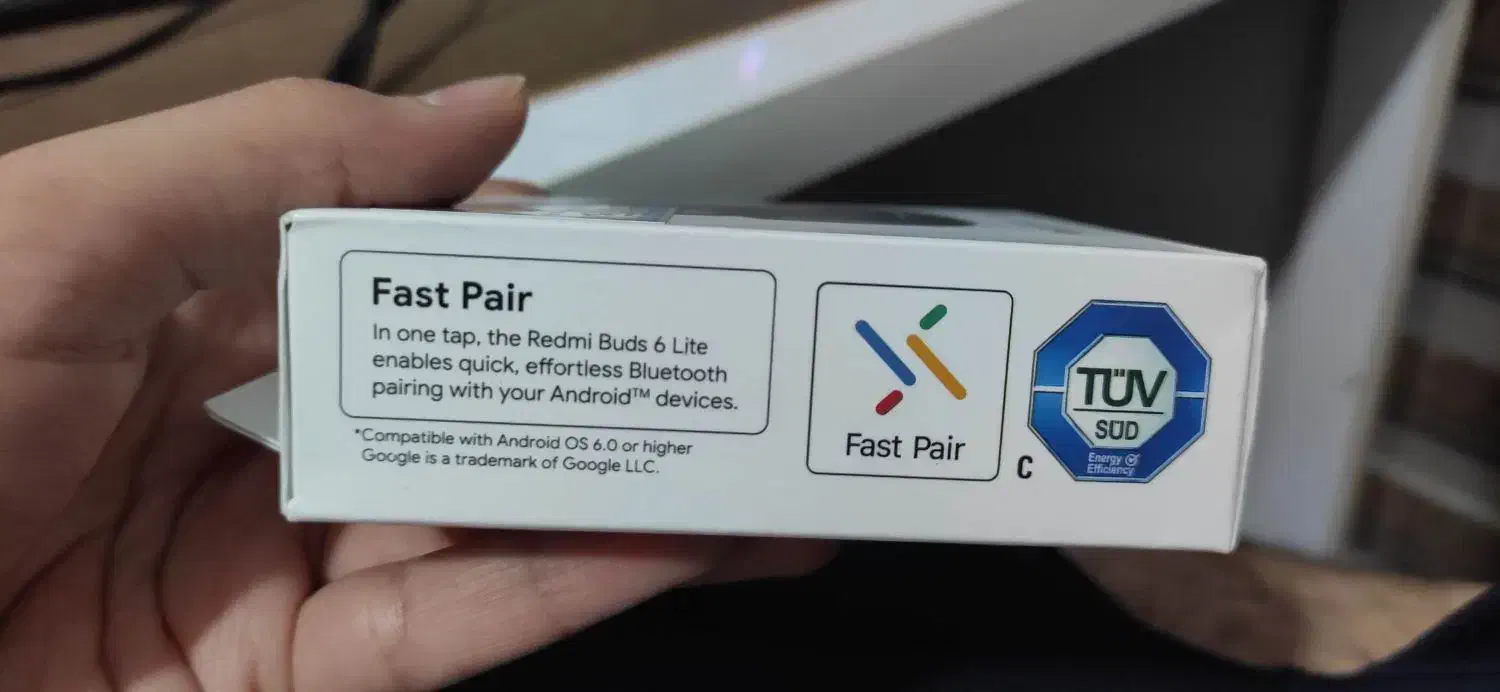 Fast Pair
In one tap, the Redmi Buds 6 Lite
enables quick, effortless Bluetooth
pairing with your Android™ devices.
*Compatible with Android OS 6.0 or higher
Google is a trademark of Google LLC.
Fast Pair
C
TÜV
SÜD
Energy
Efficiency